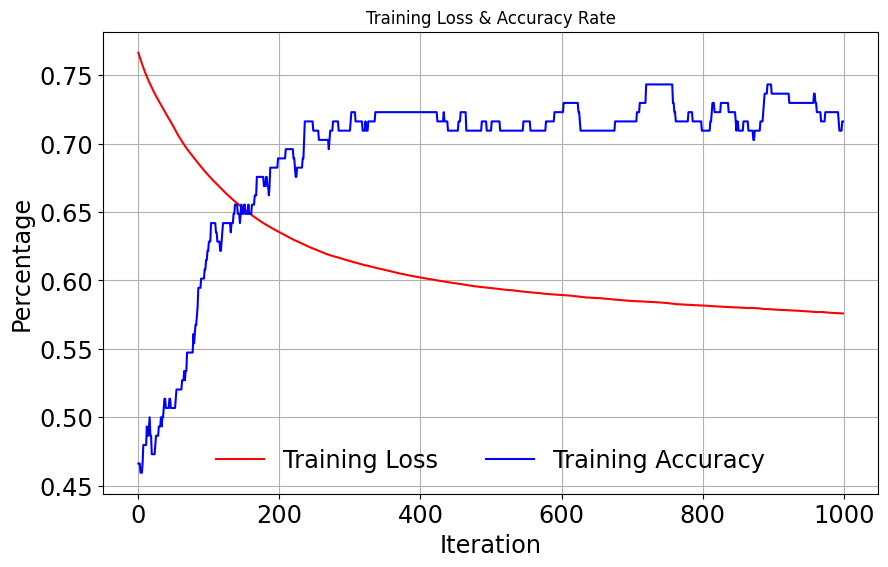 Training Loss & Accuracy Rate
Percentage
0.75
0.70
0.65
0.60
0.55
0.50
0.45
Training Loss Training Accuracy
0 200 400 600 800 1000
Iteration